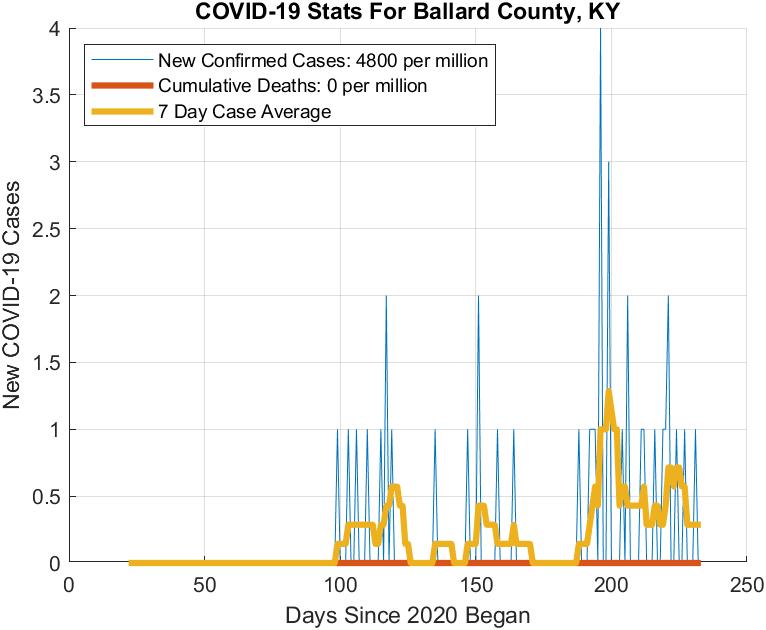 COVID-19 Stats For Ballard County, KY
4
New Confirmed Cases: 4800 per million
Cumulative Deaths: 0 per million
7 Day Case Average
3.5
3
2.5
2
1.5
1
0.5
0
New COVID-19 Cases
0 50 100 150 200 250
Days Since 2020 Began